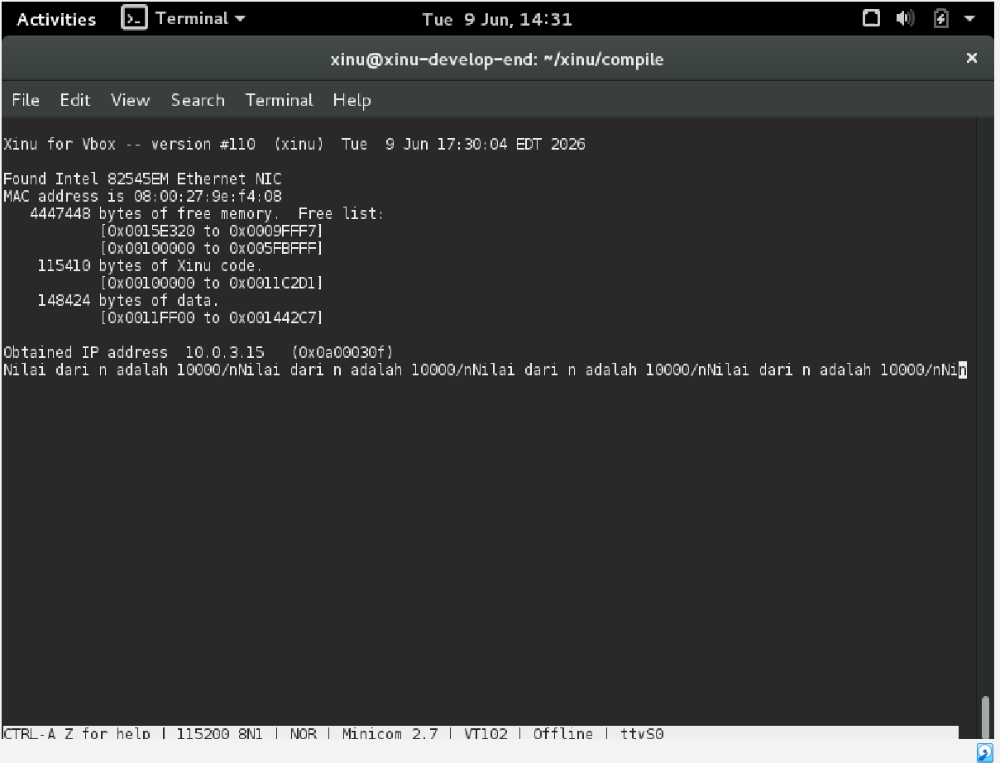 Activities Terminal Tue 9 Jun, 14:31
xinu@xinu-develop-end: ~/xinu/compile ×
File Edit View Search Terminal Help
Xinu for Vbox -- version #110 (xinu) Tue 9 Jun 17:30:04 EDT 2026
Found Intel 82545EM Ethernet NIC
MAC address is 08:00:27:9e:f4:08
4447448 bytes of free memory. Free list:
[0x0015E320 to 0x0009FFF7]
[0x00100000 to 0x005FBFFF]
115410 bytes of Xinu code.
[0x00100000 to 0x0011C2D1]
148424 bytes of data.
[0x0011FF00 to 0x001442C7]
Obtained IP address 10.0.3.15 (0x0a00030f)
Nilai dari n adalah 10000/nNilai dari n adalah 10000/nNilai dari n adalah 10000/nNilai dari n adalah 10000/nNin
CTRL-A Z for help | 115200 8N1 | NOR | Minicom 2.7 | VT102 | Offline | ttyS0